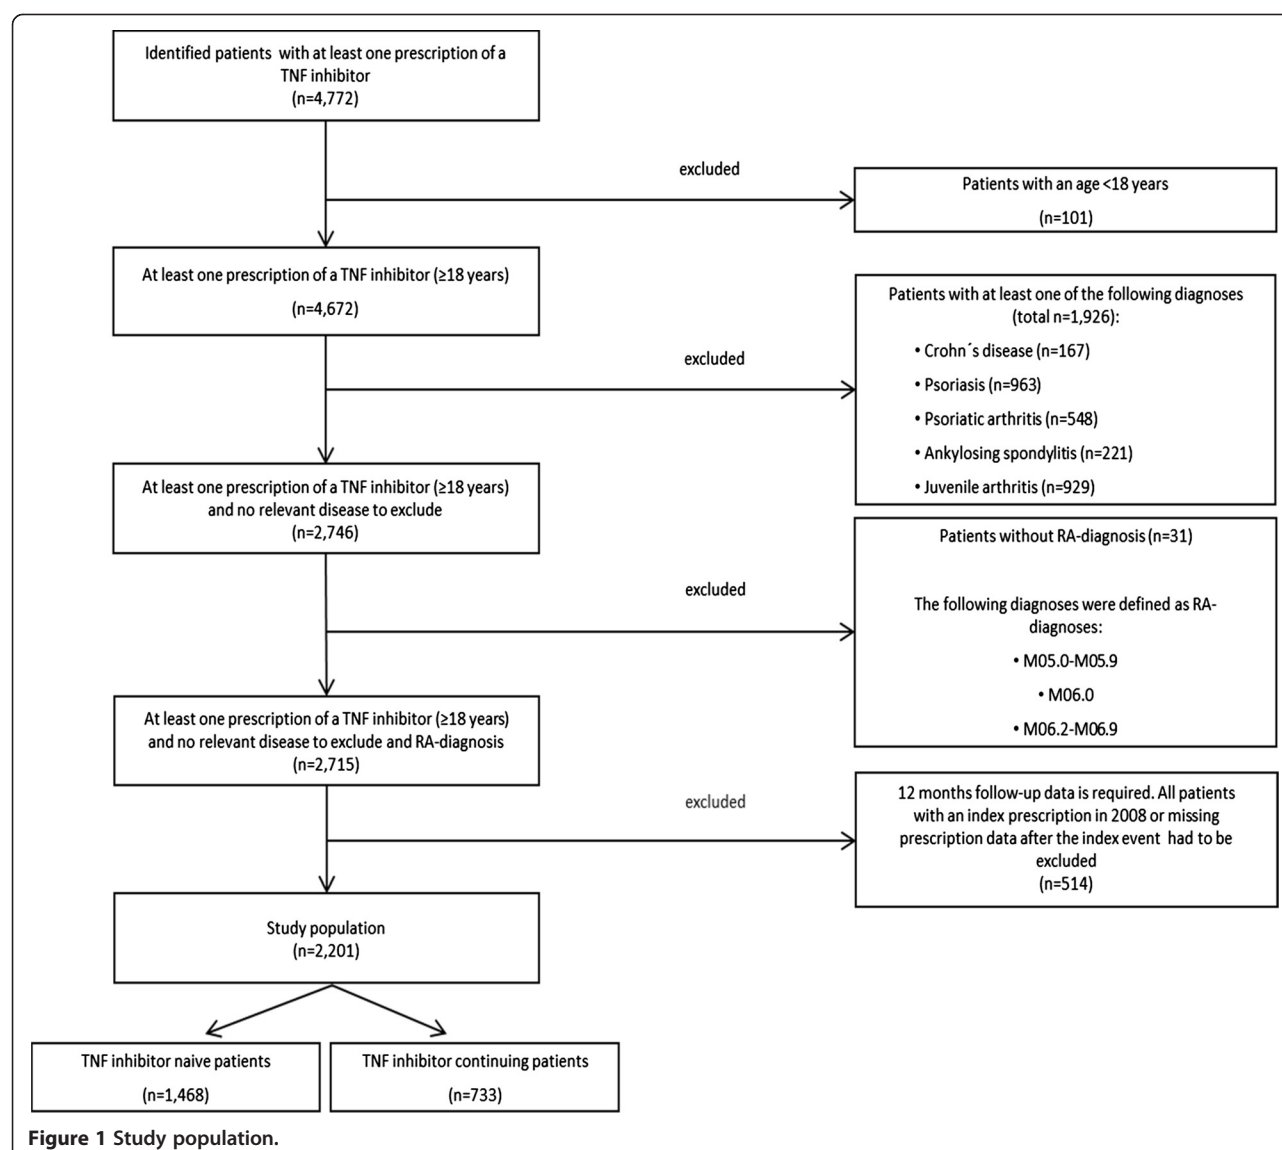 Identified patients with at least one prescription of a
TNF inhibitor
(n=4,772)
excluded
Patients with an age <18 years
(n=101)
At least one prescription of a TNF inhibitor (≥18 years)
(n=4,672)
excluded
Patients with at least one of the following diagnoses
(total n=1,926):
• Crohn´s disease (n=167)
• Psoriasis (n=963)
• Psoriatic arthritis (n=548)
• Ankylosing spondylitis (n=221)
• Juvenile arthritis (n=929)
At least one prescription of a TNF inhibitor (≥18 years)
and no relevant disease to exclude
(n=2,746)
excluded
Patients without RA-diagnosis (n=31)
The following diagnoses were defined as RA-
diagnoses:
• M05.0-M05.9
• M06.0
• M06.2-M06.9
At least one prescription of a TNF inhibitor (≥18 years)
and no relevant disease to exclude and RA-diagnosis
(n=2,715)
excluded
12 months follow-up data is required. All patients
with an index prescription in 2008 or missing
prescription data after the index event had to be
excluded
(n=514)
Study population
(n=2,201)
TNF inhibitor naive patients
(n=1,468)
TNF inhibitor continuing patients
(n=733)
Figure 1 Study population.